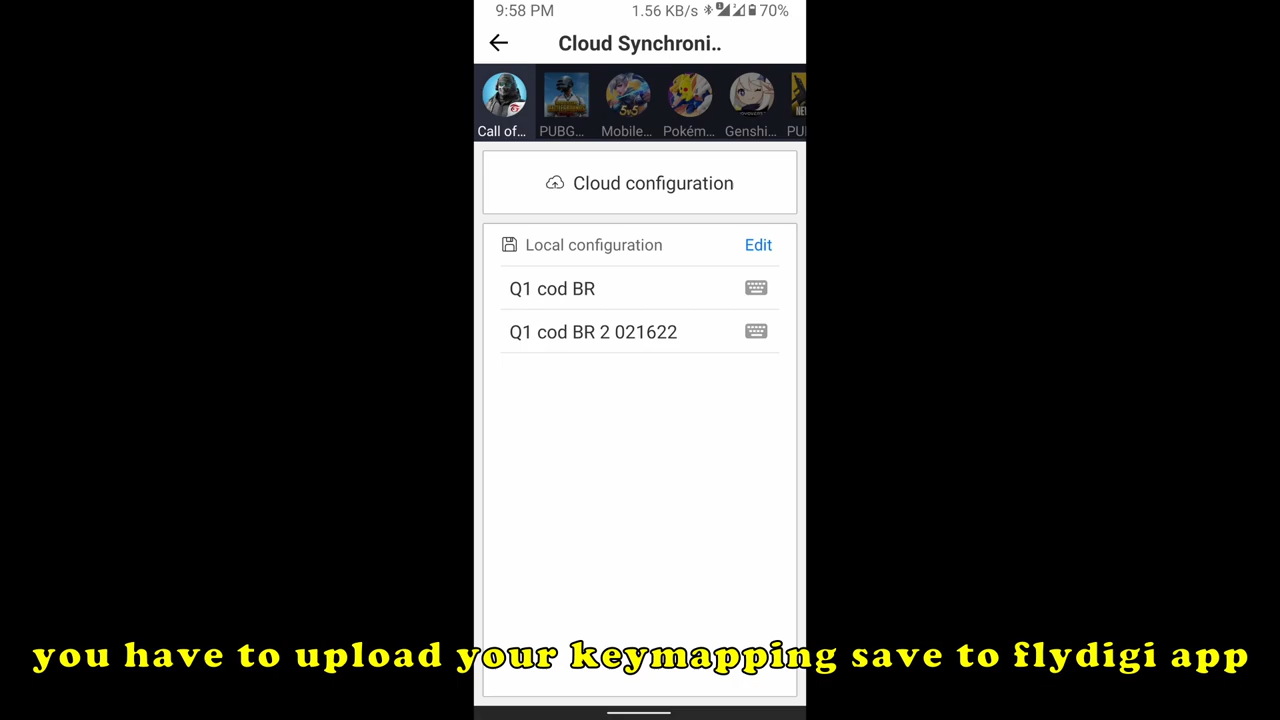 9:58 PM 1.56 KB/s 70%
Cloud Synchroni..
Call of... PUBG... Mobile... Pokém... Genshi... PU
Cloud configuration
Local configuration Edit
Q1 cod BR
Q1 cod BR 2 021622
you have to upload your keymapping save to flydigi app